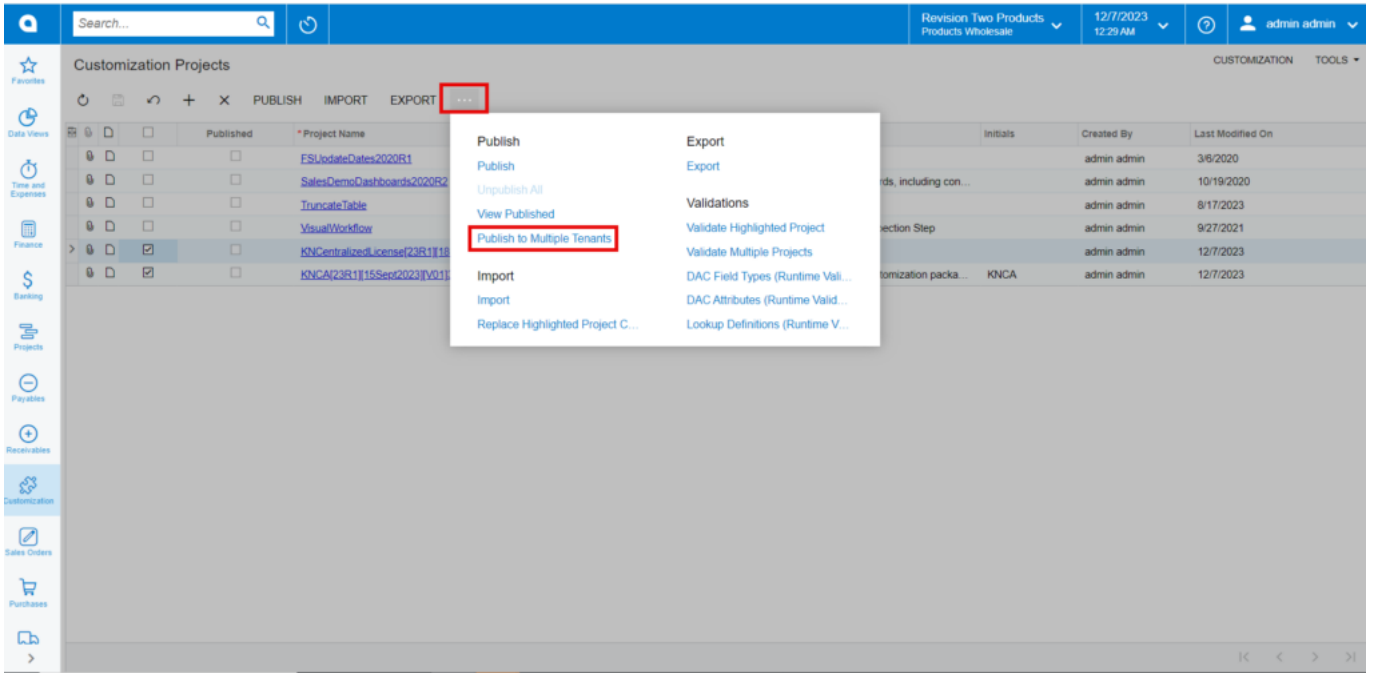 Search...
Revision Two Products
Products Wholesale
12/7/2023
12:29 AM
admin admin
Favorites
Data Views
Time and
Expenses
Finance
Banking
Projects
Payables
Receivables
Customization
Sales Orders
Purchases
Customization Projects
CUSTOMIZATION
TOOLS
PUBLISH
IMPORT
EXPORT
...
Published
* Project Name
Initials
Created By
Last Modified On
FSUpdateDates2020R1
admin admin
3/6/2020
SalesDemoDashboards2020R2
rds, including con...
admin admin
10/19/2020
TruncateTable
admin admin
8/17/2023
VisualWorkflow
ection Step
admin admin
9/27/2021
KNCentralizedLicense[23R1][18
admin admin
12/7/2023
KNCA[23R1][15Sept2023][V01]
tomization packa...
KNCA
admin admin
12/7/2023
Publish
Publish
Unpublish All
View Published
Publish to Multiple Tenants
Import
Import
Replace Highlighted Project C...
Export
Export
Validations
Validate Highlighted Project
Validate Multiple Projects
DAC Field Types (Runtime Vali...
DAC Attributes (Runtime Valid...
Lookup Definitions (Runtime V...